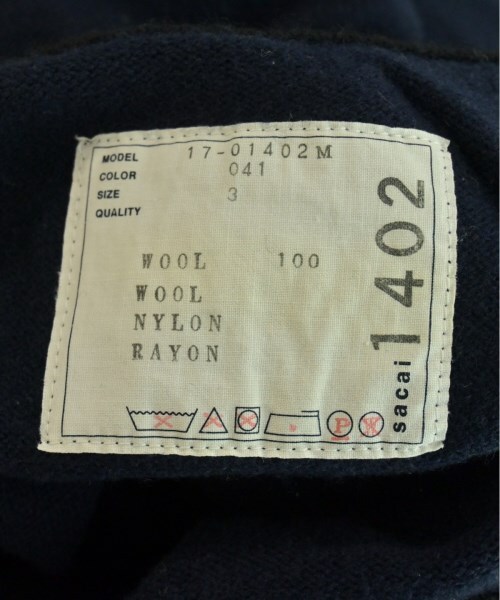 MODEL 17-01402M
COLOR 041
SIZE 3
QUALITY
WOOL 100
WOOL
NYLON
RAYON
P
W
sacai 1402